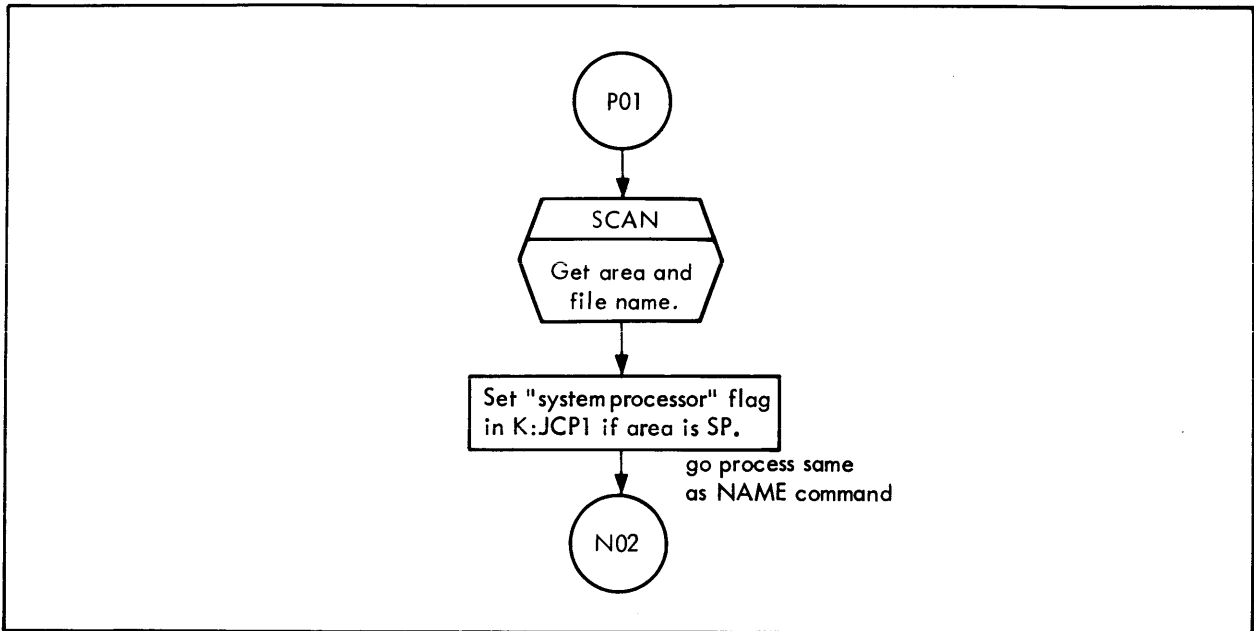 P01
SCAN
Get area and
file name.
Set "system processor" flag
in K:JCP1 if area is SP.
go process same
as NAME command
N02